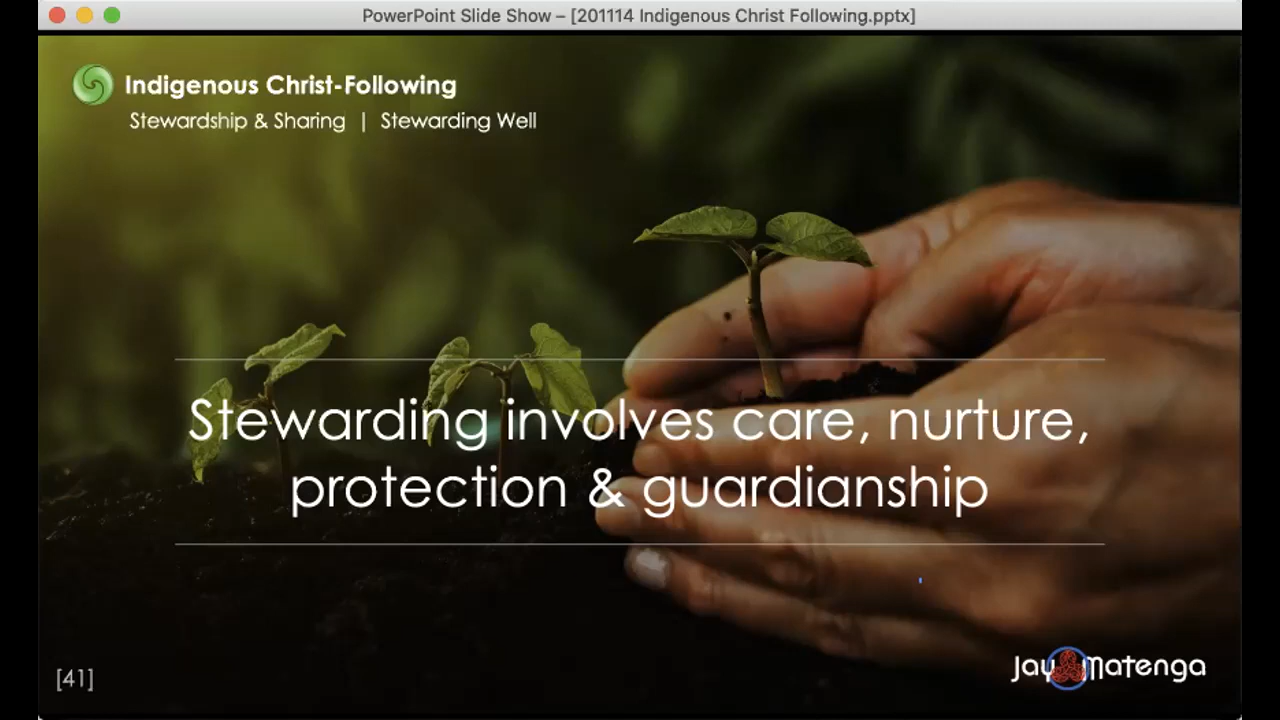 PowerPoint Slide Show – [201114 Indigenous Christ Following.pptx]
Indigenous Christ-Following
Stewardship & Sharing | Stewarding Well
Stewarding involves care, nurture,
protection & guardianship
[41]
Jay Matenga